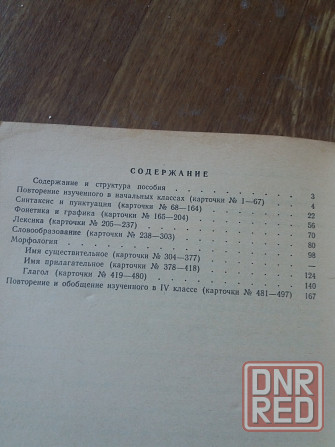 СОДЕРЖАНИЕ
Содержание и структура пособия . . . . . . . . 3
Повторение изученного в начальных классах (карточки № 1—67) 4
Синтаксис и пунктуация (карточки № 68—164) . . . . 22
Фонетика и графика (карточки № 165—204) . . . . 56
Лексика (карточки № 205—237) . . . . . . . 70
Словообразование (карточки № 238—303) . . . . . 80
Морфология . . . . . . . . . . . 98
Имя существительное (карточки № 304—377) . . . . —
Имя прилагательное (карточки № 378—418) . . . . 124
Глагол (карточки № 419—480) . . . . . . . 140
Повторение и обобщение изученного в IV классе (карточки № 481—497) 167
DNR
RED